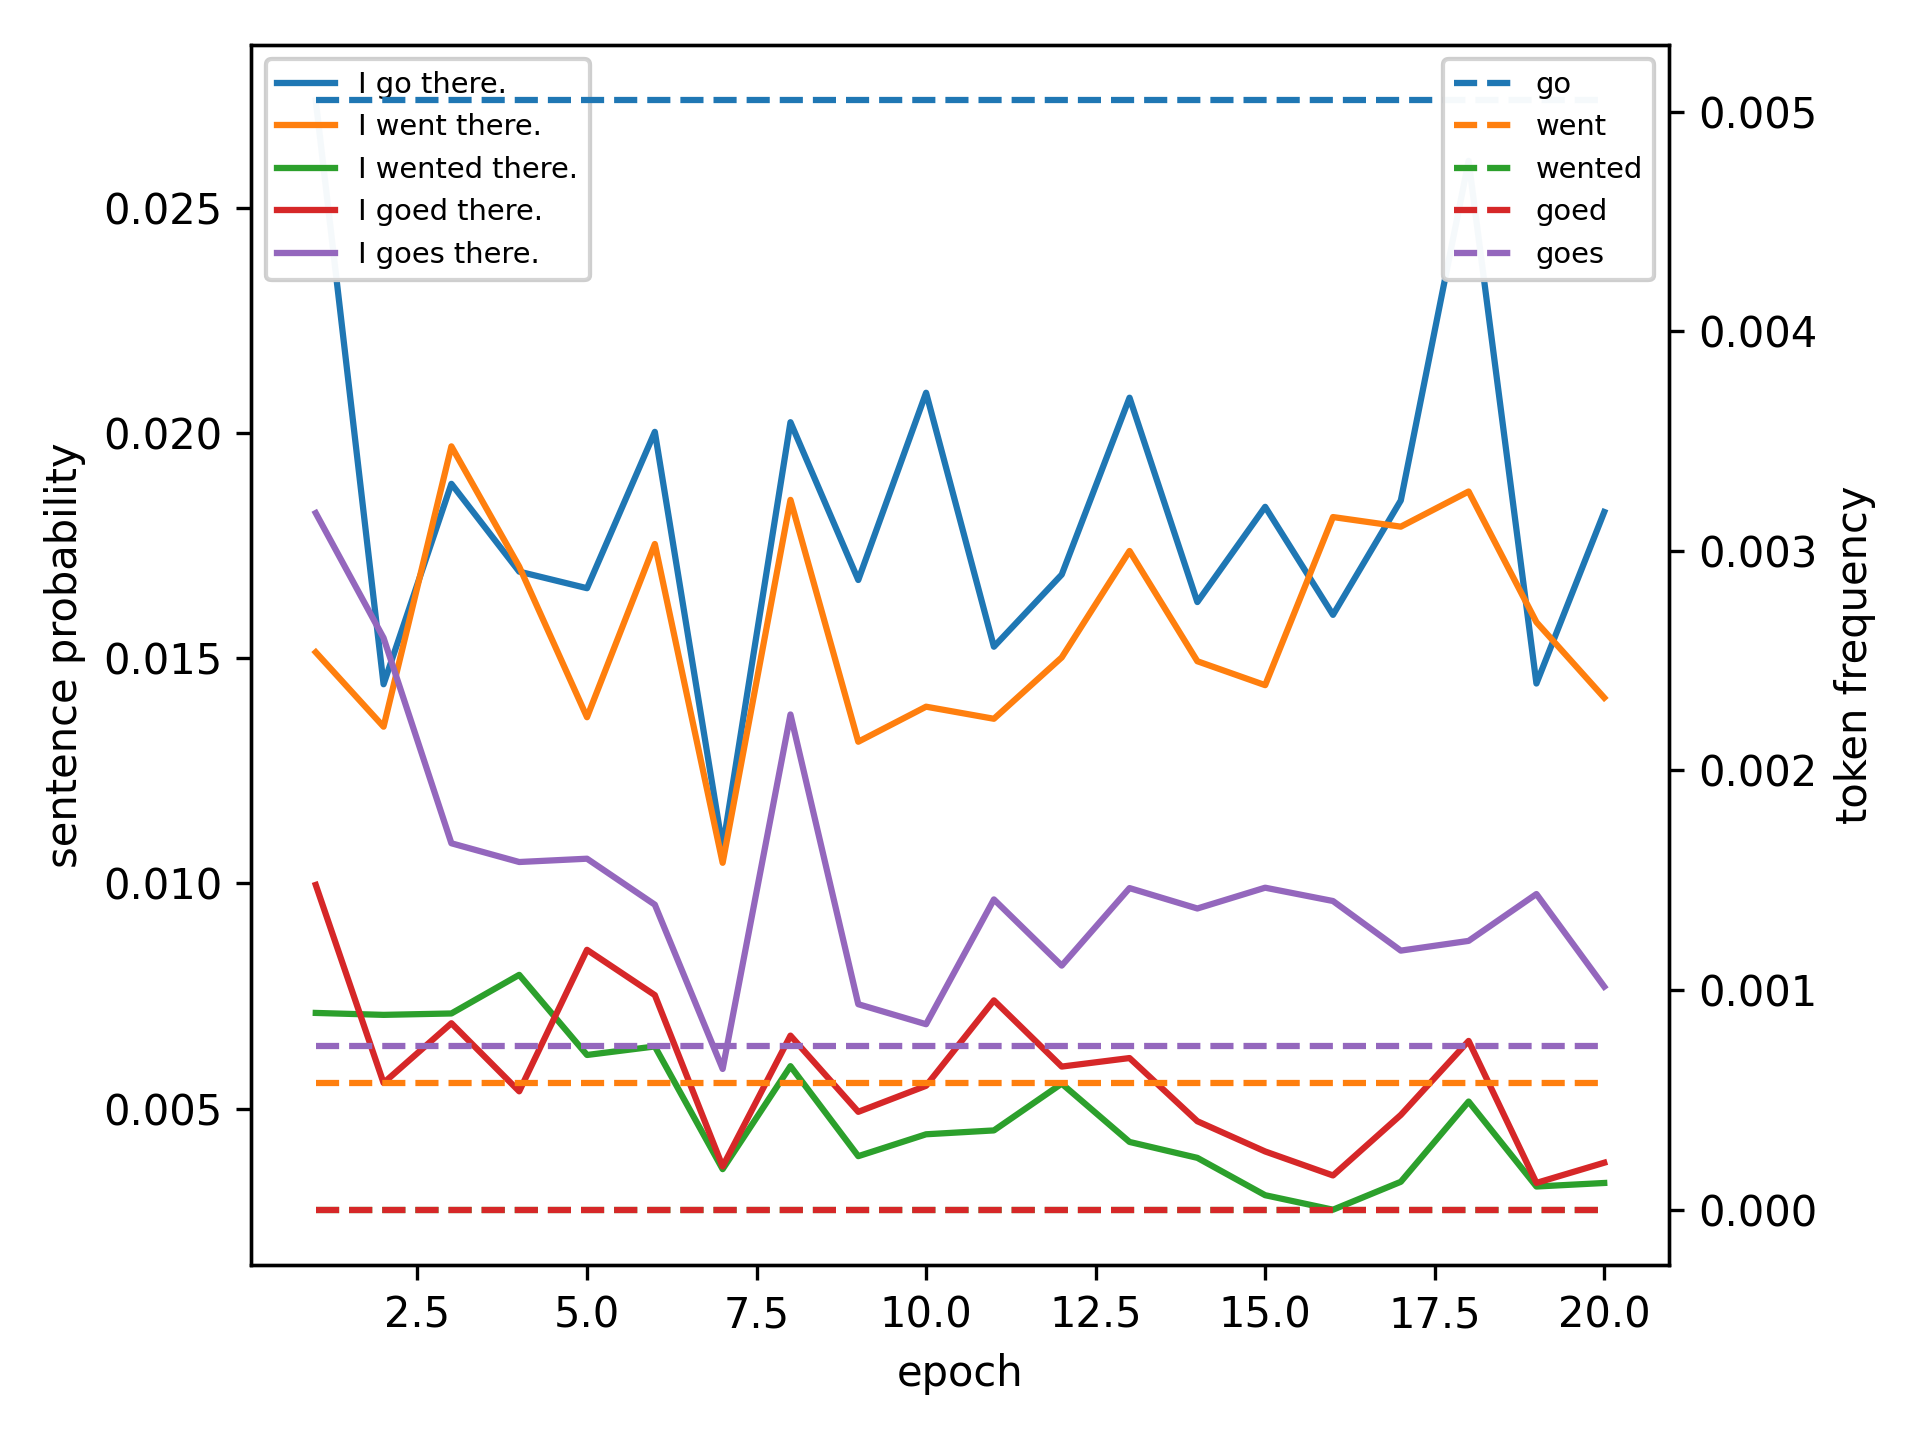 I go there.
I went there.
I wented there.
I goed there.
I goes there.
go
went
wented
goed
goes
sentence probability
0.025
0.020
0.015
0.010
0.005
token frequency
0.005
0.004
0.003
0.002
0.001
0.000
2.5 5.0 7.5 10.0 12.5 15.0 17.5 20.0
epoch